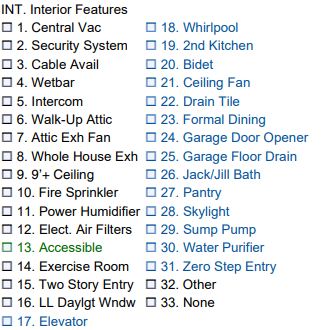 INT. Interior Features
☐ 1. Central Vac
☐ 2. Security System
☐ 3. Cable Avail
☐ 4. Wetbar
☐ 5. Intercom
☐ 6. Walk-Up Attic
☐ 7. Attic Exh Fan
☐ 8. Whole House Exh
☐ 9. 9'+ Ceiling
☐ 10. Fire Sprinkler
☐ 11. Power Humidifier
☐ 12. Elect. Air Filters
☐ 13. Accessible
☐ 14. Exercise Room
☐ 15. Two Story Entry
☐ 16. LL Daylgt Wndw
☐ 17. Elevator
☐ 18. Whirlpool
☐ 19. 2nd Kitchen
☐ 20. Bidet
☐ 21. Ceiling Fan
☐ 22. Drain Tile
☐ 23. Formal Dining
☐ 24. Garage Door Opener
☐ 25. Garage Floor Drain
☐ 26. Jack/Jill Bath
☐ 27. Pantry
☐ 28. Skylight
☐ 29. Sump Pump
☐ 30. Water Purifier
☐ 31. Zero Step Entry
☐ 32. Other
☐ 33. None